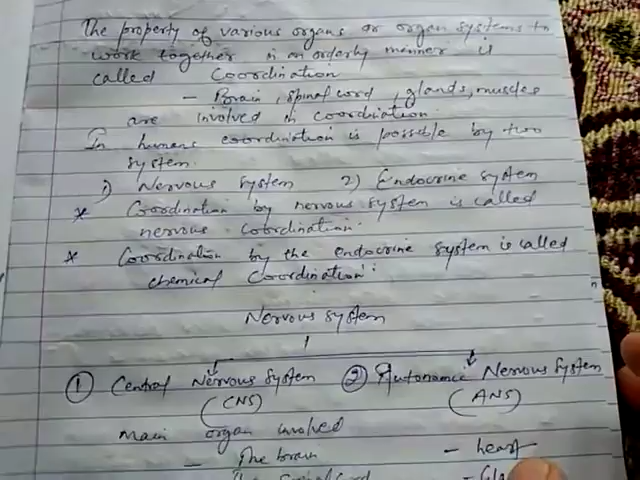 The property of various organs or organ systems to
work together in an orderly manner is
called Coordination
- Brain, spinal cord, glands, muscles
are involved in coordination.
In humans coordination is possible by two
system.
1) Nervous system 2) Endocrine system
* Coordination by nervous system is called
nervous coordination.
* Coordination by the endocrine system is called
chemical Coordination:
Nervous system
① Central Nervous System ② Autonomic Nervous System
(CNS) (ANS)
main organ involved
- The brain - heart
The Spinal Cord